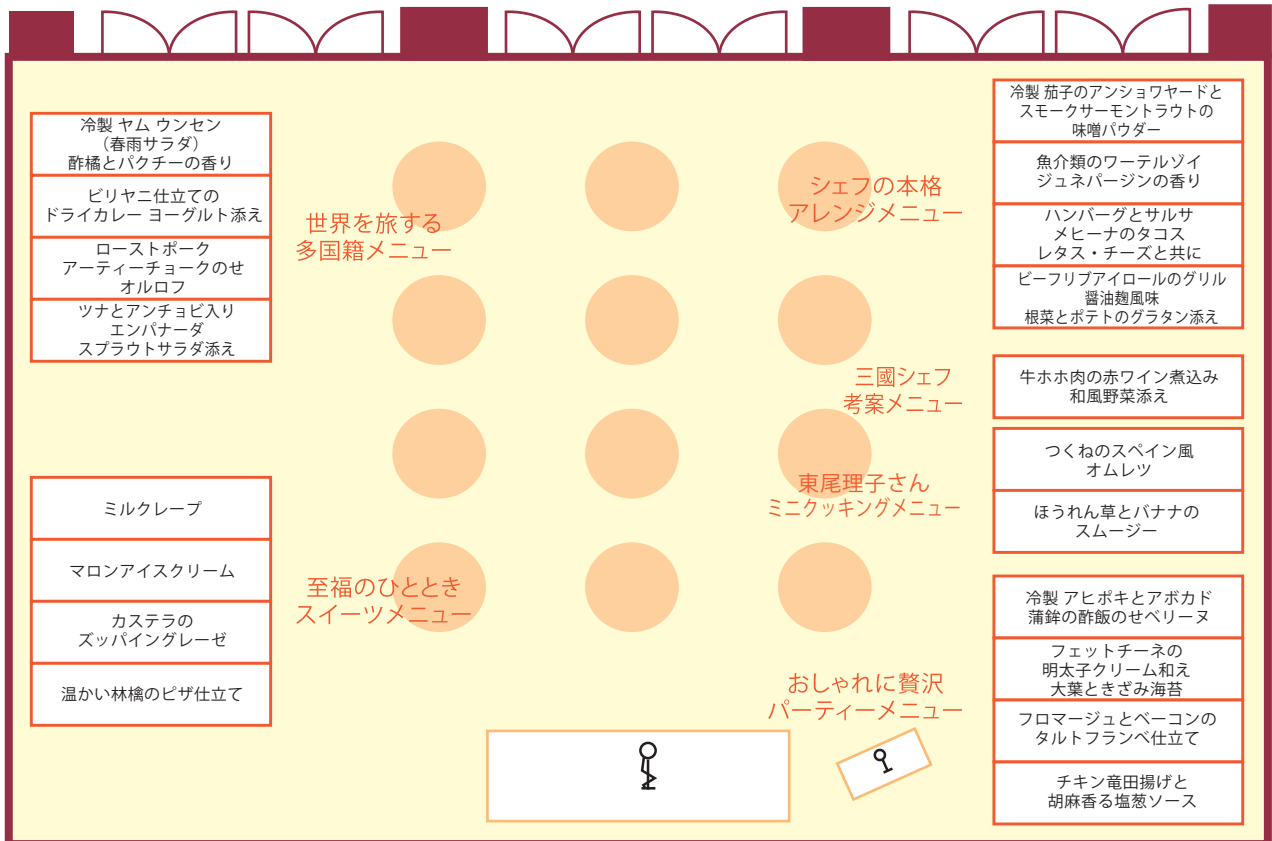 冷製 ヤム ウンセン
（春雨サラダ）
酢橘とパクチーの香り
ビリヤニ仕立ての
ドライカレー ヨーグルト添え
ローストポーク
アーティーチョークのせ
オルロフ
ツナとアンチョビ入り
エンパナーダ
スプラウトサラダ添え
世界を旅する
多国籍メニュー
ミルクレープ
マロンアイスクリーム
カステラの
ズッパイングレーゼ
温かい林檎のピザ仕立て
至福のひととき
スイーツメニュー
シェフの本格
アレンジメニュー
冷製 茄子のアンショワヤードと
スモークサーモントラウトの
味噌パウダー
魚介類のワーテルゾイ
ジュネパージンの香り
ハンバーグとサルサ
メヒーナのタコス
レタス・チーズと共に
ビーフリブアイロールのグリル
醤油麹風味
根菜とポテトのグラタン添え
三國シェフ
考案メニュー
牛ホホ肉の赤ワイン煮込み
和風野菜添え
東尾理子さん
ミニクッキングメニュー
つくねのスペイン風
オムレツ
ほうれん草とバナナの
スムージー
おしゃれに贅沢
パーティーメニュー
冷製 アヒポキとアボカド
蒲鉾の酢飯のせベリーヌ
フェットチーネの
明太子クリーム和え
大葉ときざみ海苔
フロマージュとベーコンの
タルトフランベ仕立て
チキン竜田揚げと
胡麻香る塩葱ソース